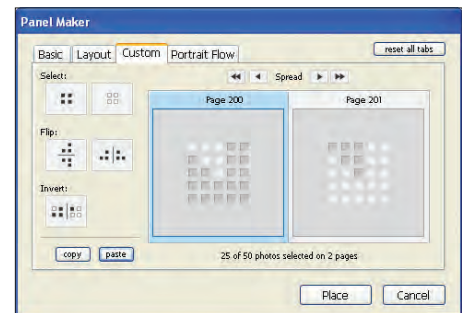 Panel Maker
Basic Layout Custom Portrait Flow reset all tabs
Select: Spread
Page 200 Page 201
Flip:
Invert:
copy paste 25 of 50 photos selected on 2 pages
Place Cancel